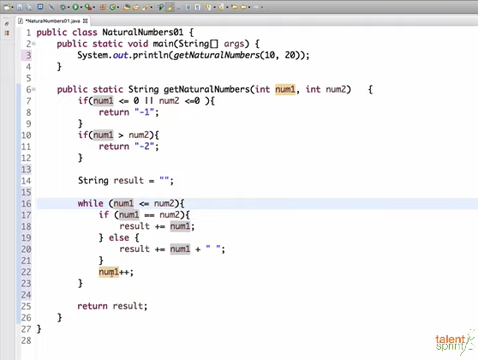 *NaturalNumbers01.java
1 public class NaturalNumbers01 {
2 public static void main(String[] args) {
3 System.out.println(getNaturalNumbers(10, 20));
4 }
5
6 public static String getNaturalNumbers(int num1, int num2) {
7 if(num1 <= 0 || num2 <=0 ){
8 return "-1";
9 }
10 if(num1 > num2){
11 return "-2";
12 }
13
14 String result = "";
15
16 while (num1 <= num2){
17 if (num1 == num2){
18 result += num1;
19 } else {
20 result += num1 + " ";
21 }
22 num1++;
23 }
24
25 return result;
26 }
27 }
28
talent
sprint